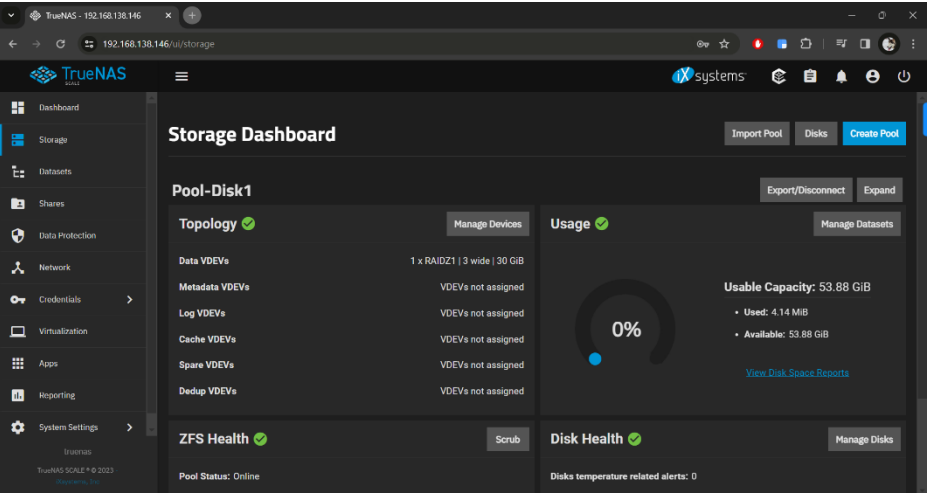 TrueNAS - 192.168.138.146
192.168.138.146/ui/storage
TrueNAS
SCALE
iXsystems
Dashboard
Storage
Datasets
Shares
Data Protection
Network
Credentials
Virtualization
Apps
Reporting
System Settings
truenas
TrueNAS SCALE ® © 2023
iXsystems, Inc
Storage Dashboard
Import Pool
Disks
Create Pool
Pool-Disk1
Export/Disconnect
Expand
Topology
Manage Devices
Data VDEVs 1 x RAIDZ1 | 3 wide | 30 GiB
Metadata VDEVs VDEVs not assigned
Log VDEVs VDEVs not assigned
Cache VDEVs VDEVs not assigned
Spare VDEVs VDEVs not assigned
Dedup VDEVs VDEVs not assigned
Usage
Manage Datasets
0%
Usable Capacity: 53.88 GiB
• Used: 4.14 MiB
• Available: 53.88 GiB
View Disk Space Reports
ZFS Health
Scrub
Pool Status: Online
Disk Health
Manage Disks
Disks temperature related alerts: 0